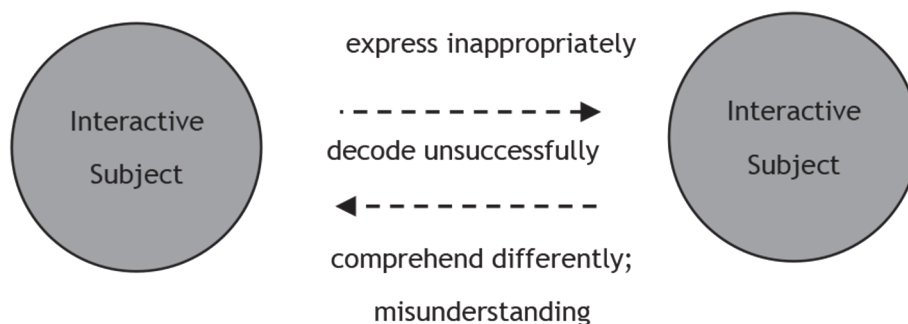 express inappropriately
Interactive
Subject
Interactive
Subject
decode unsuccessfully
comprehend differently;
misunderstanding